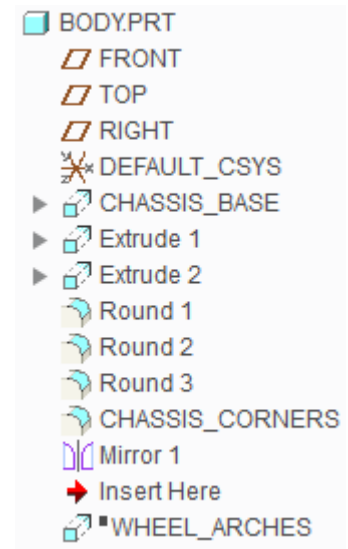 BODY.PRT
FRONT
TOP
RIGHT
DEFAULT_CSYS
CHASSIS_BASE
Extrude 1
Extrude 2
Round 1
Round 2
Round 3
CHASSIS_CORNERS
Mirror 1
Insert Here
WHEEL_ARCHES